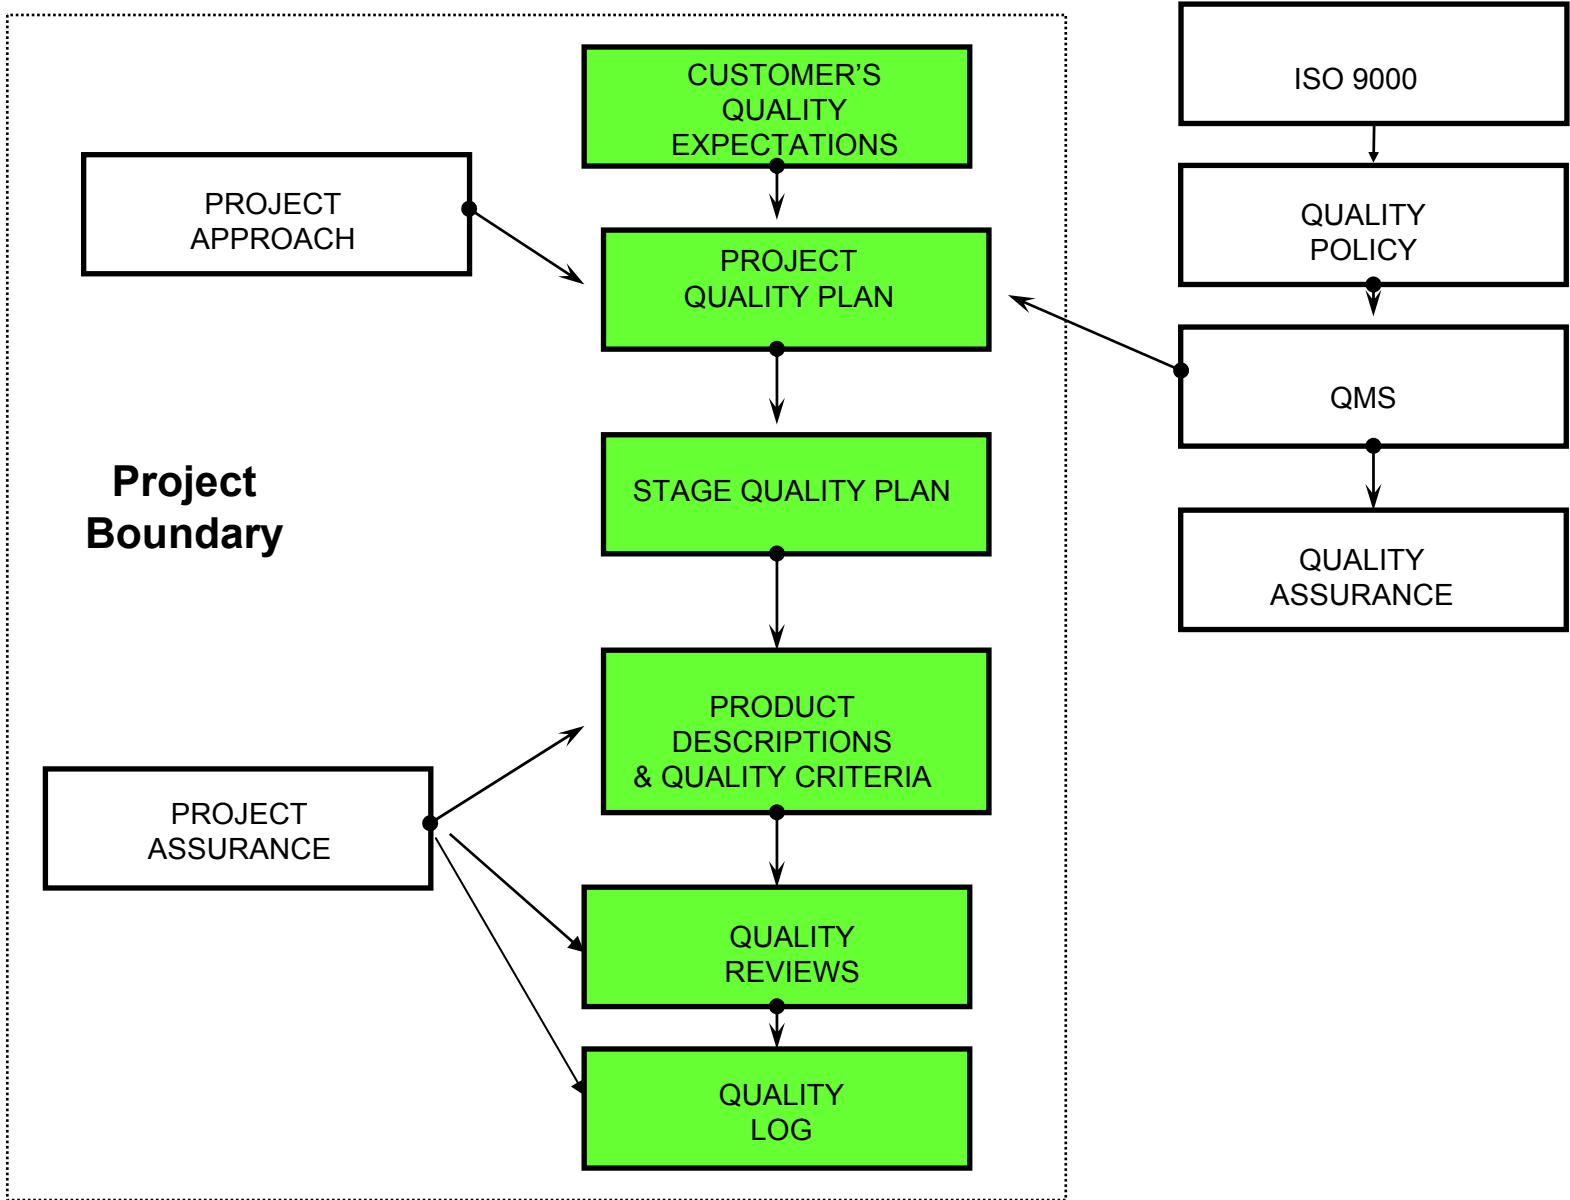 CUSTOMER’S
QUALITY
EXPECTATIONS
ISO 9000
PROJECT
APPROACH
QUALITY
POLICY
PROJECT
QUALITY PLAN
QMS
Project
Boundary
STAGE QUALITY PLAN
QUALITY
ASSURANCE
PRODUCT
DESCRIPTIONS
& QUALITY CRITERIA
PROJECT
ASSURANCE
QUALITY
REVIEWS
QUALITY
LOG